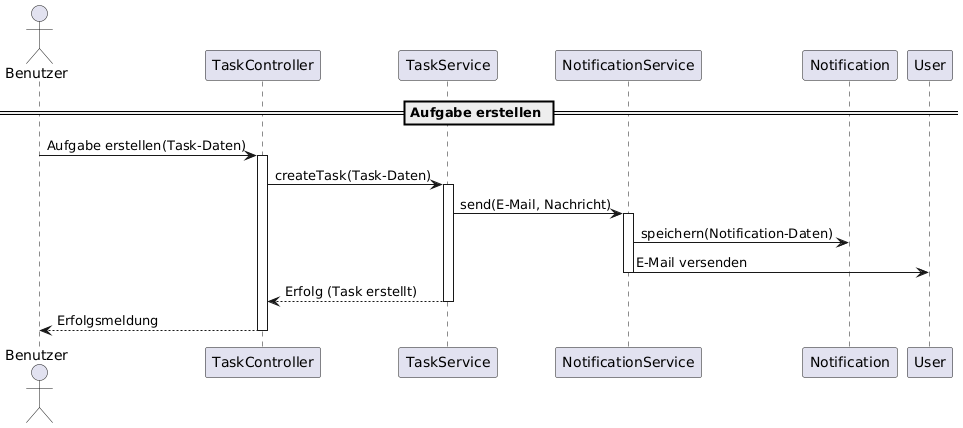 Benutzer
TaskController
TaskService
NotificationService
Notification
User
Aufgabe erstellen
Aufgabe erstellen(Task-Daten)
createTask(Task-Daten)
send(E-Mail, Nachricht)
speichern(Notification-Daten)
E-Mail versenden
Erfolg (Task erstellt)
Erfolgsmeldung
Benutzer
TaskController
TaskService
NotificationService
Notification
User